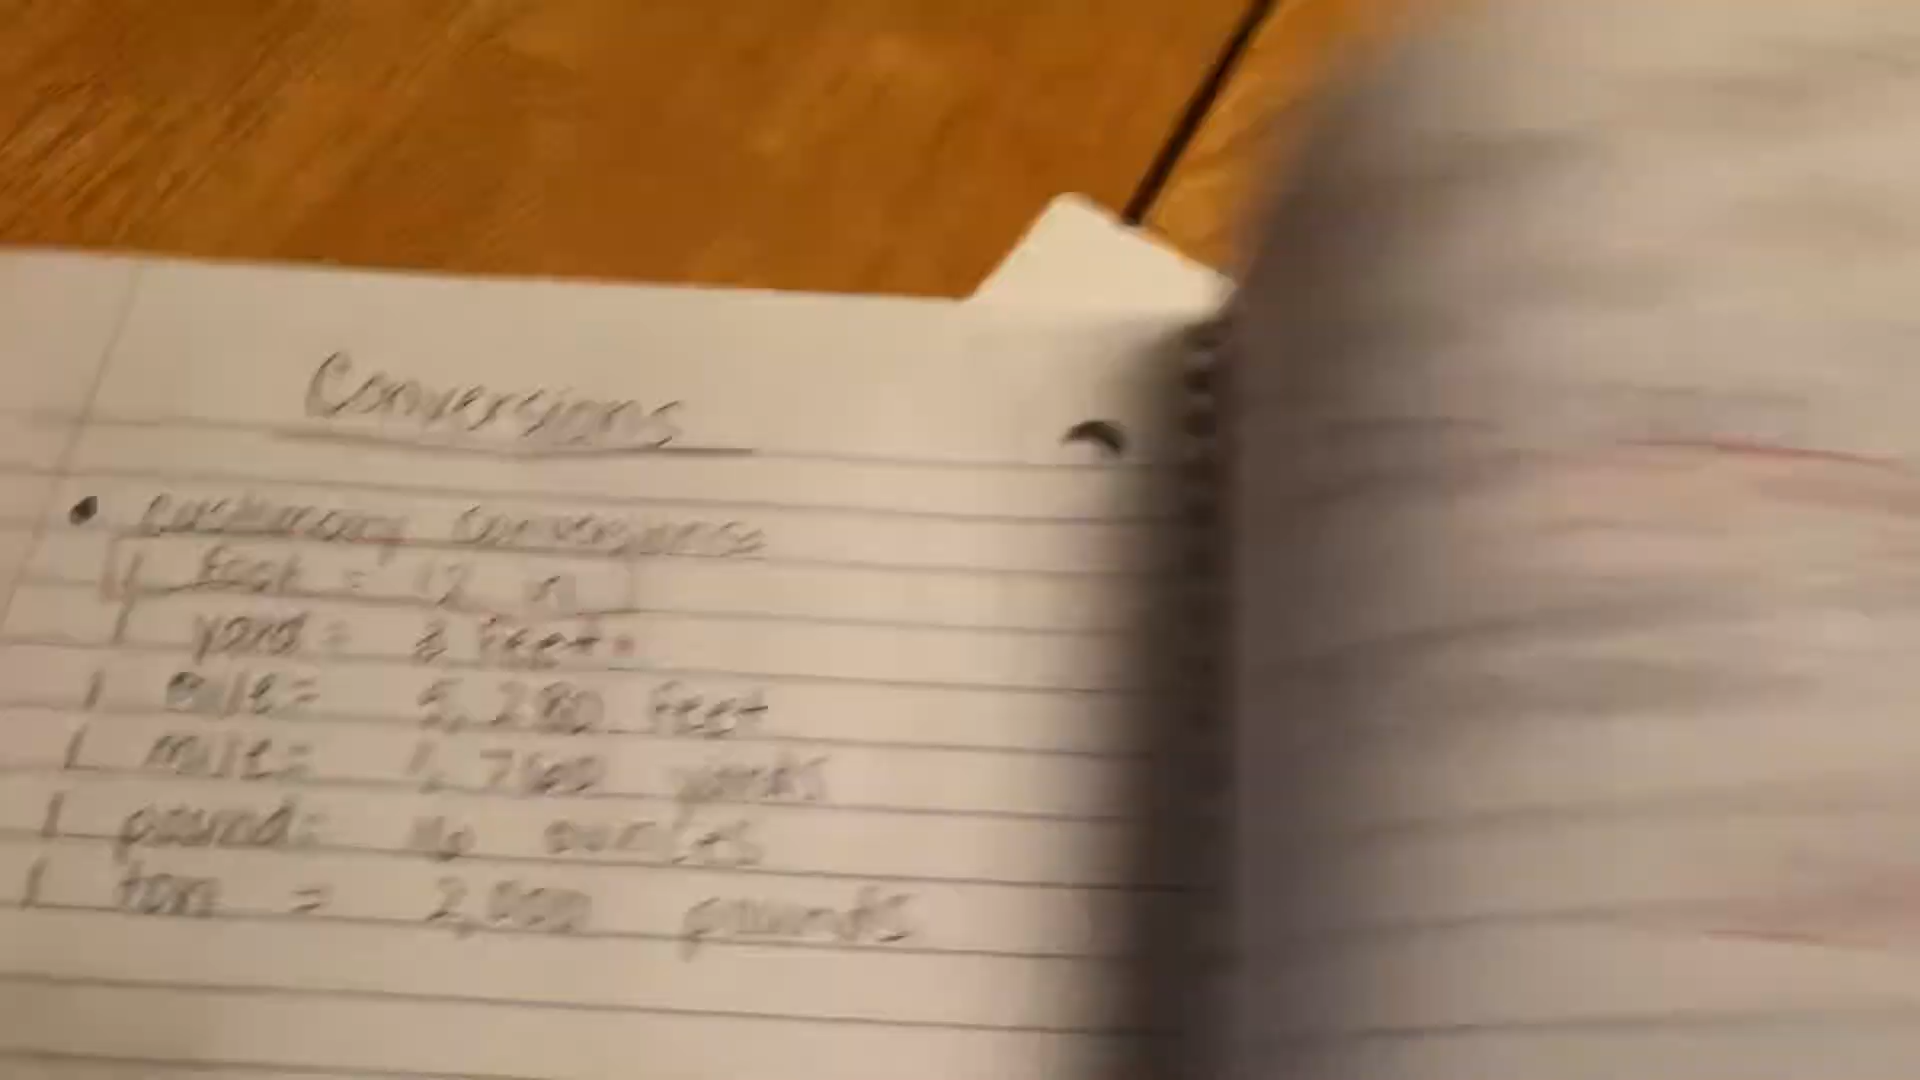 Conversions
• customary conversions
1 foot = 12 in
1 yard = 3 feet
1 mile = 5,280 feet
1 mile = 1,760 yards
1 pound = 16 ounces
1 ton = 2,000 pounds